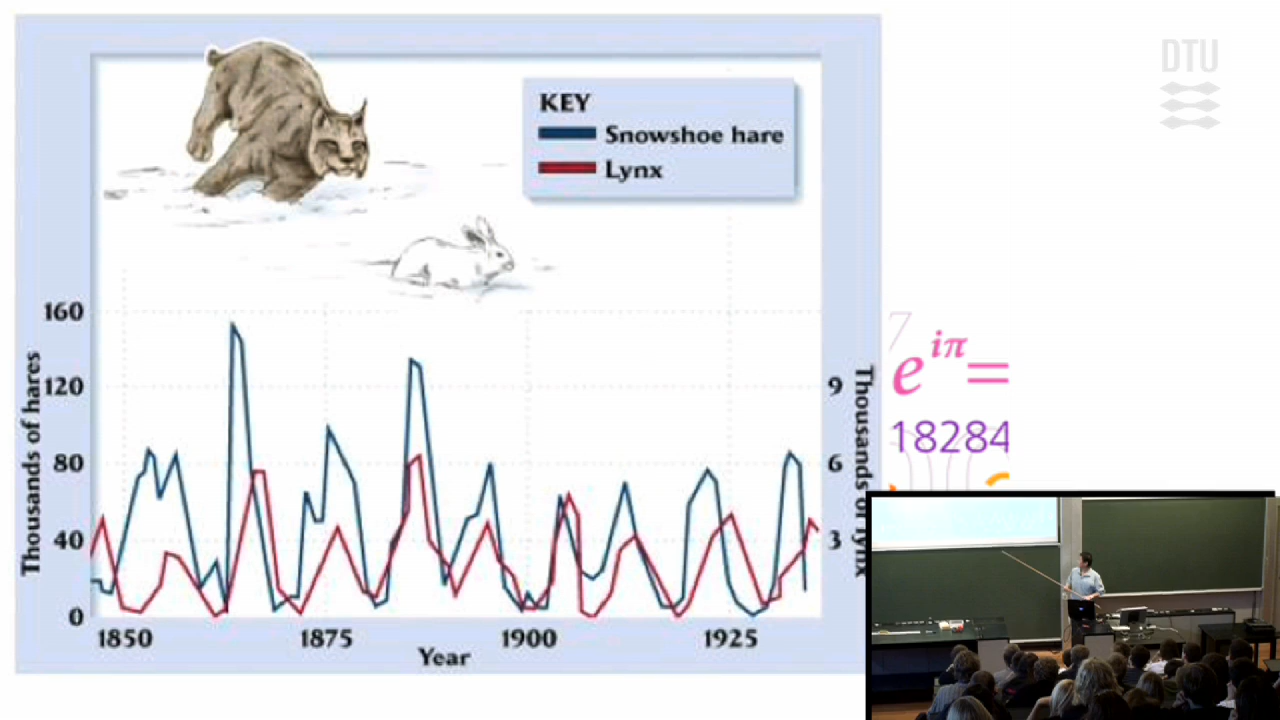 DTU
KEY
Snowshoe hare
Lynx
160
120
80
40
0
Thousands of hares
9
6
3
Thousands of lynx
1850
1875
1900
1925
Year
7
e^{iπ}=
18284